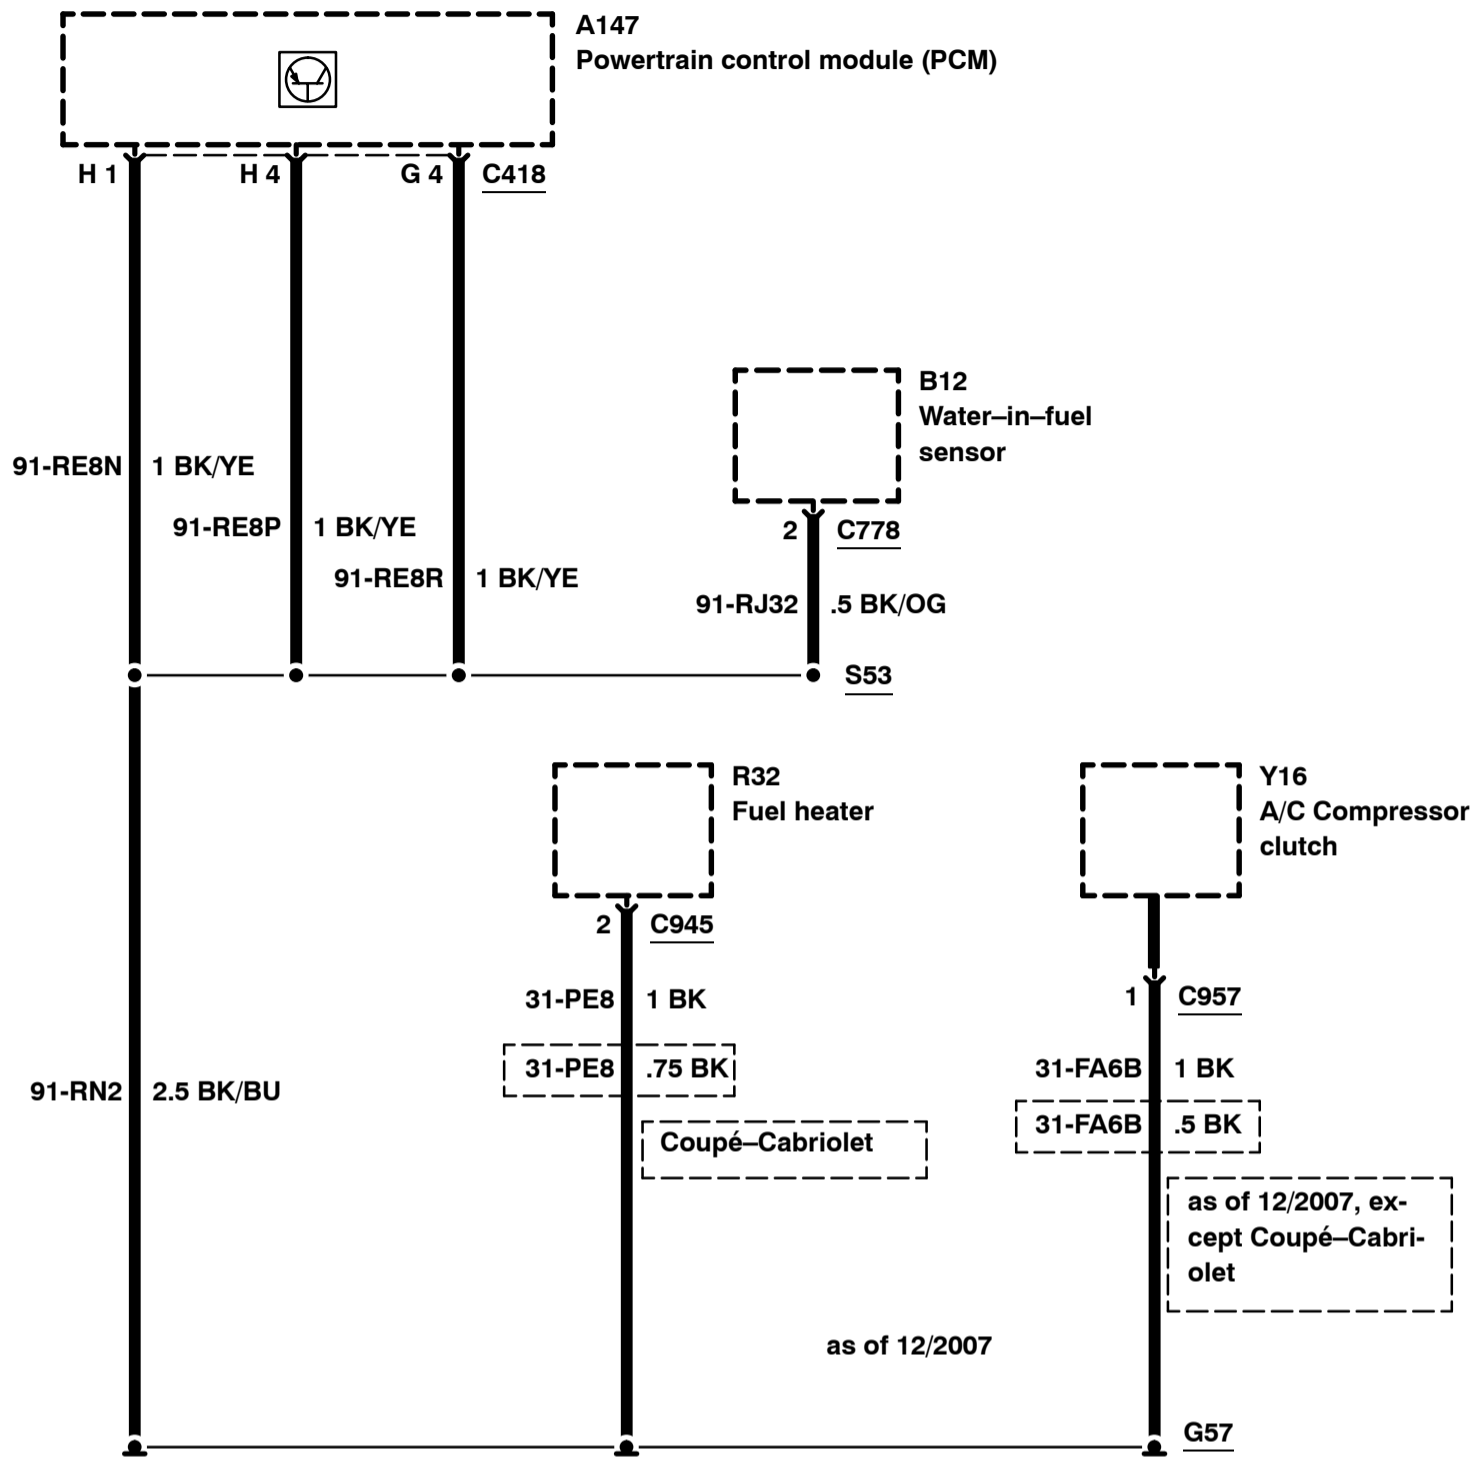 A147
Powertrain control module (PCM)
H 1
H 4
G 4
C418
B12
Water–in–fuel
sensor
91-RE8N
1 BK/YE
91-RE8P
1 BK/YE
2
C778
91-RE8R
1 BK/YE
91-RJ32
.5 BK/OG
S53
R32
Fuel heater
Y16
A/C Compressor
clutch
2
C945
31-PE8
1 BK
1
C957
31-PE8
.75 BK
31-FA6B
1 BK
91-RN2
2.5 BK/BU
31-FA6B
.5 BK
Coupé–Cabriolet
as of 12/2007, ex-
cept Coupé–Cabri-
olet
as of 12/2007
G57